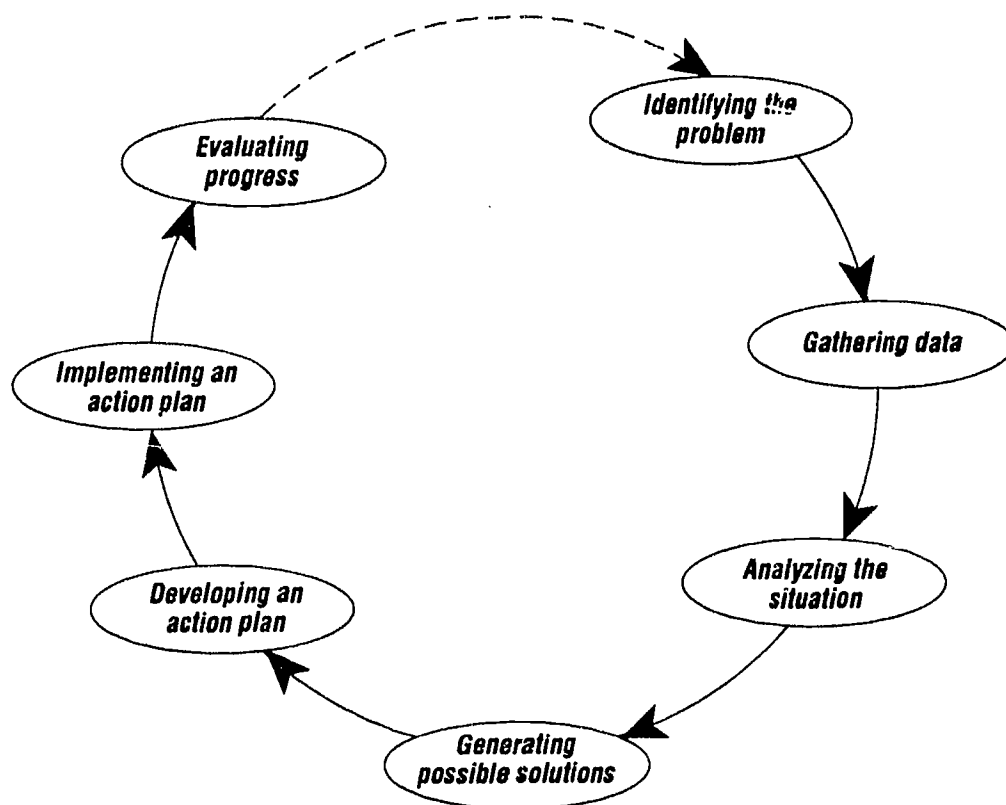 Identifying the
problem
Gathering data
Analyzing the
situation
Generating
possible solutions
Developing an
action plan
Implementing an
action plan
Evaluating
progress